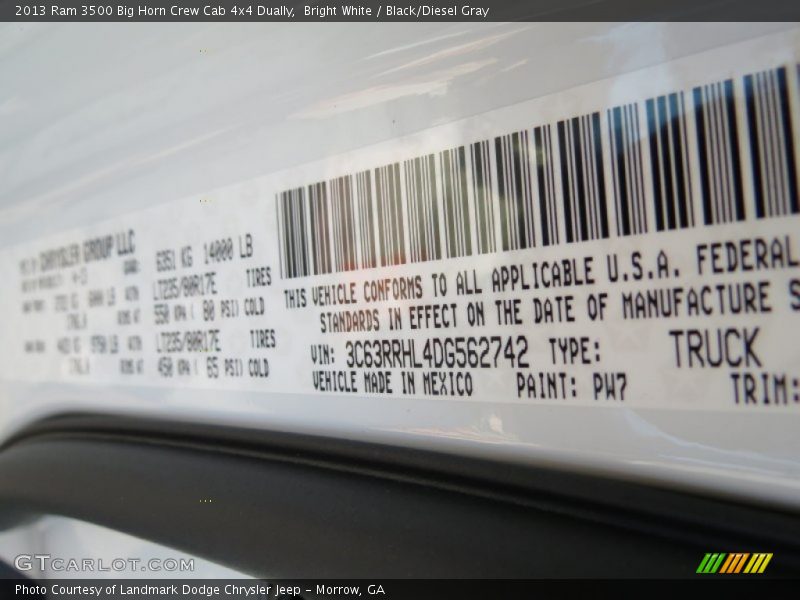 2013 Ram 3500 Big Horn Crew Cab 4x4 Dually, Bright White / Black/Diesel Gray
CHRYSLER GROUP LLC
6351 KG 14000 LB
LT235/80R17E TIRES
550 KPA ( 80 PSI) COLD
LT235/80R17E TIRES
450 KPA ( 65 PSI) COLD
THIS VEHICLE CONFORMS TO ALL APPLICABLE U.S.A. FEDERAL
STANDARDS IN EFFECT ON THE DATE OF MANUFACTURE S
VIN: 3C63RRHL4DG562742 TYPE: TRUCK
VEHICLE MADE IN MEXICO PAINT: PW7 TRIM:
GTCARLOT.COM
Photo Courtesy of Landmark Dodge Chrysler Jeep – Morrow, GA